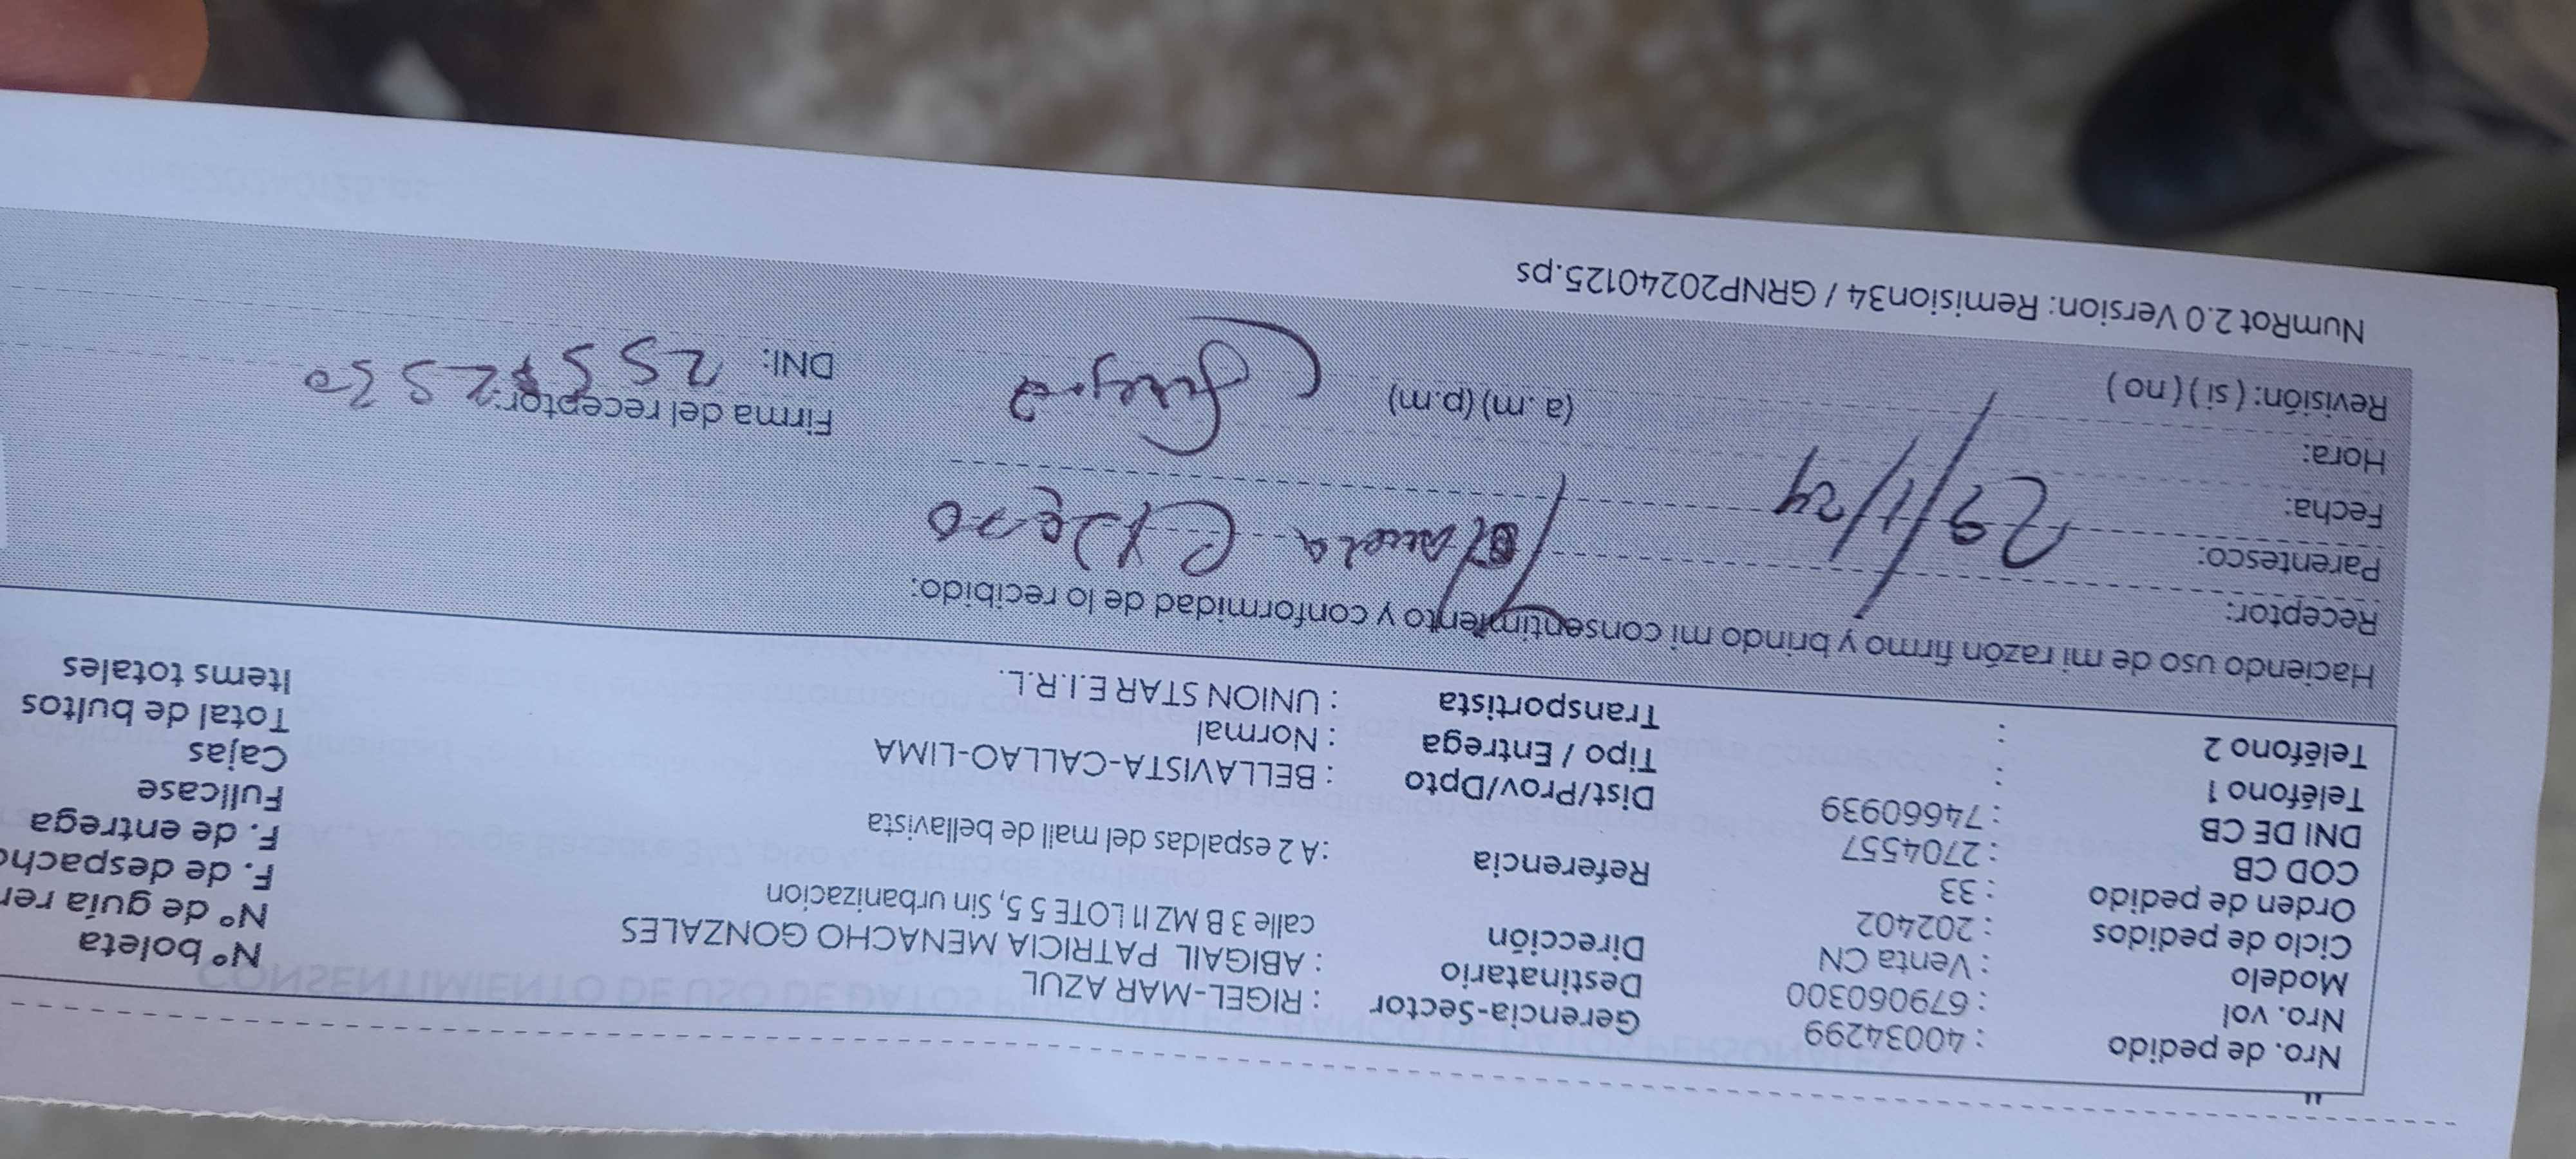 Nro. de pedido : 40034299 Gerencia-Sector : RIGEL-MAR AZUL Nº boleta
Nro. vol : 679060300 Destinatario : ABIGAIL PATRICIA MENACHO GONZALES Nº de guía
Modelo : Venta CN Dirección calle 3 B MZ I1 LOTE 5 5, Sin urbanizacion F. de despacho
Ciclo de pedidos : 202402 F. de entrega
Orden de pedido : 33 Referencia : A 2 espaldas del mall de bellavista Fullcase
COD CB : 2704557 Cajas
DNI DE CB : 74660939 Dist/Prov/Dpto : BELLAVISTA-CALLAO-LIMA Total de bultos
Teléfono 1 : Tipo / Entrega : Normal Items totales
Teléfono 2 : Transportista : UNION STAR E.I.R.L.
Haciendo uso de mi razón firmo y brindo mi consentimiento y conformidad de lo recibido:
Receptor:
Parentesco:
Fecha: 29/1/24
Hora: (a.m) (p.m) Firma del receptor:
Revisión: ( si ) ( no ) DNI:
NumRot 2.0 Version: Remision34 / GRNP20240125.ps